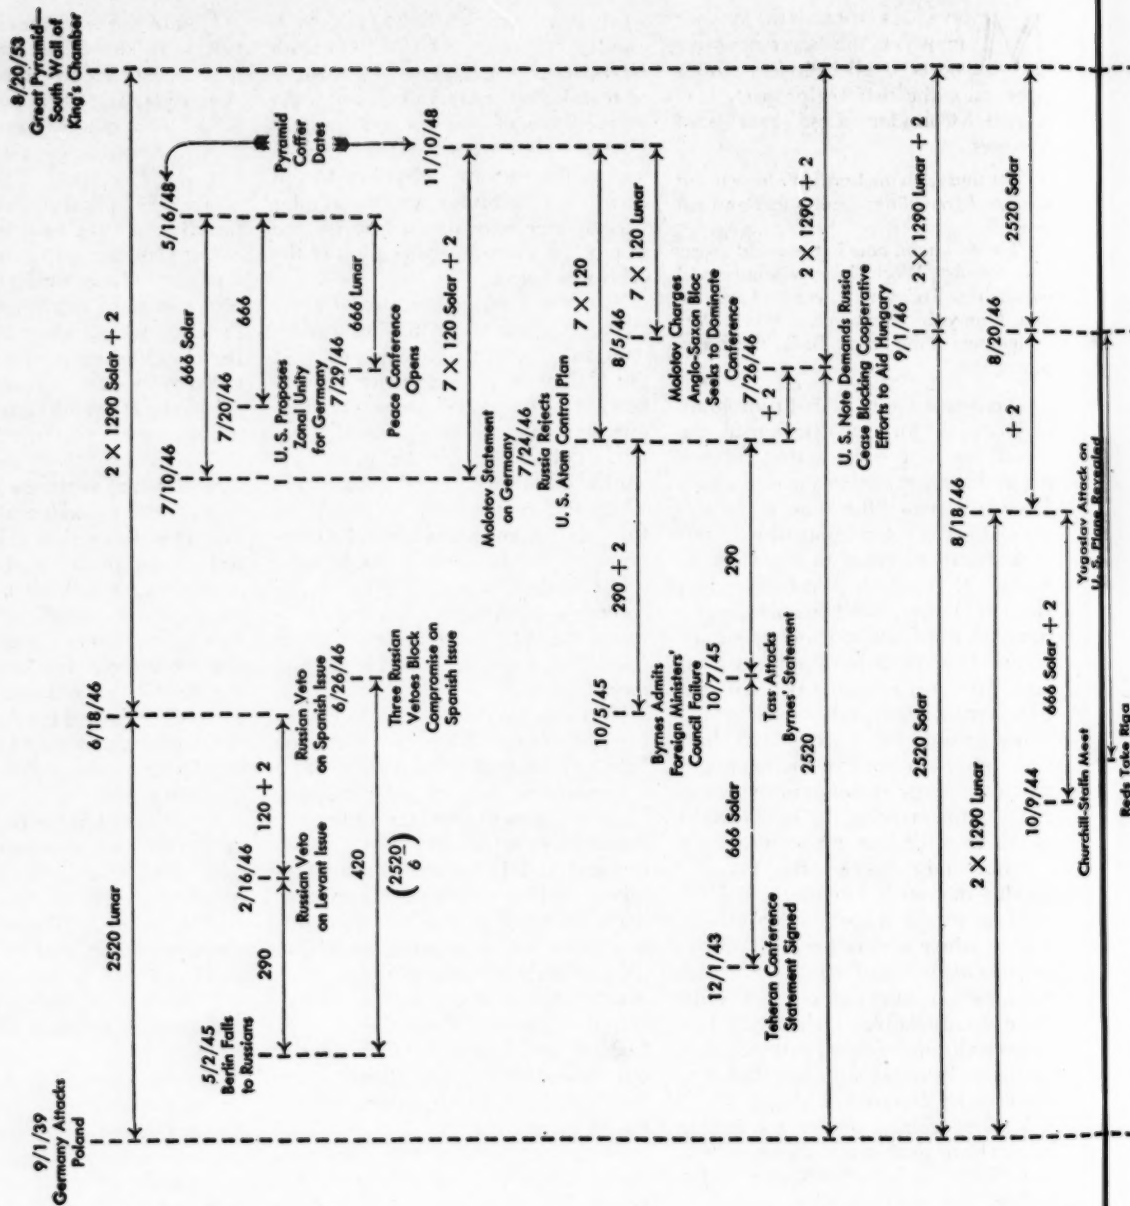 8/20/53
Great Pyramid—
South Wall of
King's Chamber
Pyramid
Coffer
Dates
5/16/48
11/10/48
2 × 1290 Solar + 2
666 Solar
666
666 Lunar
7 × 120 Solar + 2
7 × 120
7 × 120 Lunar
2 × 1290 + 2
2 × 1290 Lunar + 2
2520 Solar
7/10/46
7/20/46
U. S. Proposes
Zonal Unity
for Germany
7/29/46
Peace Conference
Opens
Molotov Statement
on Germany
7/24/46
Russia Rejects
U. S. Atom Control Plan
8/5/46
Molotov Charges
Anglo-Saxon Bloc
Seeks to Dominate
Conference
7/26/46
+ 2
U. S. Note Demands Russia
Cease Blocking Cooperative
Efforts to Aid Hungary
9/1/46
8/20/46
+ 2
8/18/46
Yugoslav Attack on
U. S. Plane Revealed
6/18/46
2520 Lunar
2/16/46
120 + 2
Russian Veto
on Spanish Issue
6/26/46
Three Russian
Vetoes Block
Compromise on
Spanish Issue
290
Russian Veto
on Levant Issue
420
(2520
6)
5/2/45
Berlin Falls
to Russians
9/1/39
Germany Attacks
Poland
290 + 2
290
10/5/45
Byrnes Admits
Foreign Ministers'
Council Failure
10/7/45
Tass Attacks
Byrnes' Statement
666 Solar
12/1/43
Teheran Conference
Statement Signed
2520
2520 Solar
2 × 1290 Lunar
666 Solar + 2
10/9/44
Churchill-Stalin Meet
Reds Take Riga